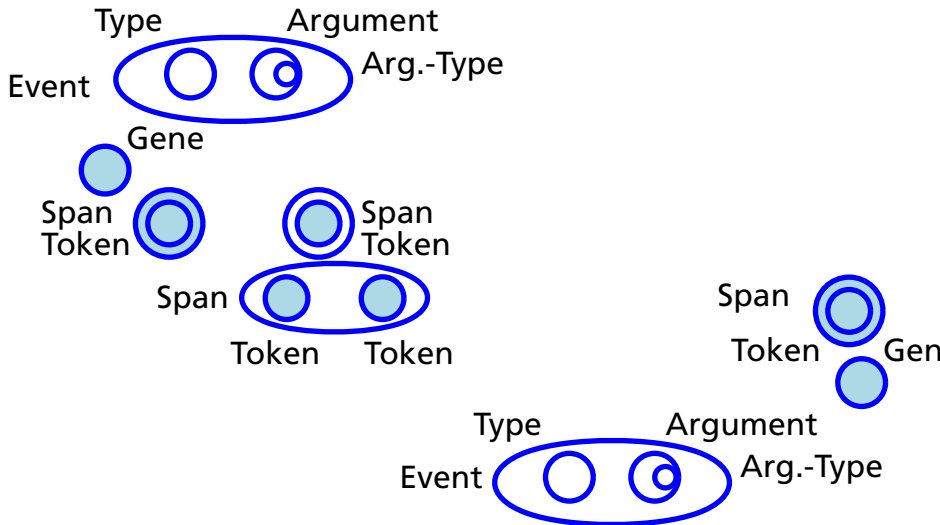 Type Argument
Event Arg.-Type
Gene
Span Span
Token Token
Span
Token Token
Span
Token Gen
Type Argument
Event Arg.-Type